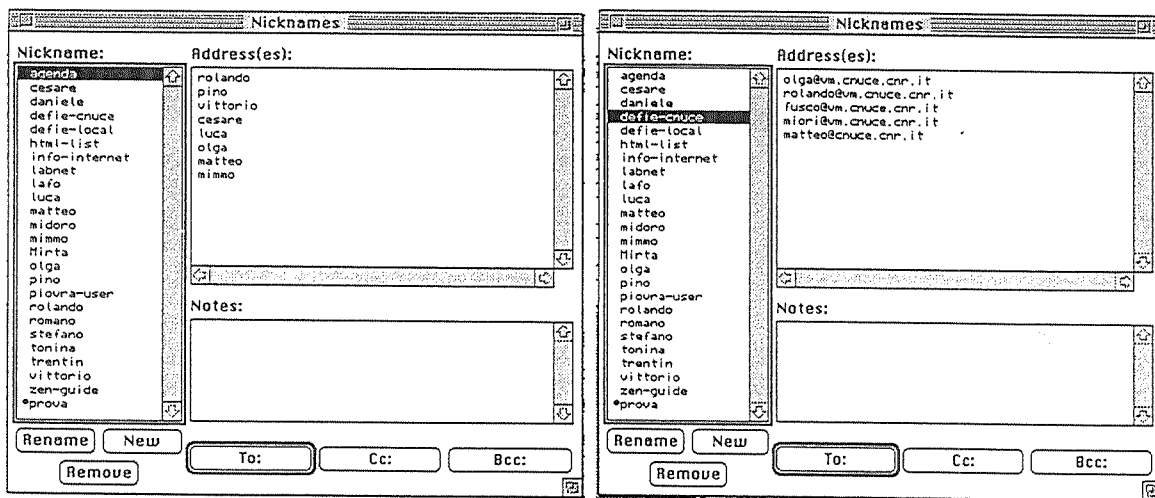 Nicknames
Nickname:
Address(es):
agenda
cesare
daniele
defie-cnuce
defie-local
html-list
info-internet
labnet
lafo
luca
matteo
midoro
mimmo
Mirta
olga
pino
piovra-user
rolando
romano
stefano
tonina
trentin
vittorio
zen-guide
•prova
rolando
pino
vittorio
cesare
luca
olga
matteo
mimmo
Notes:
Rename
New
Remove
To:
Cc:
Bcc:
Nicknames
Nickname:
Address(es):
agenda
cesare
daniele
defie-cnuce
defie-local
html-list
info-internet
labnet
lafo
luca
matteo
midoro
mimmo
Mirta
olga
pino
piovra-user
rolando
romano
stefano
tonina
trentin
vittorio
zen-guide
•prova
olga@vm.cnuce.cnr.it
rolando@vm.cnuce.cnr.it
fusco@vm.cnuce.cnr.it
miori@vm.cnuce.cnr.it
matteo@cnuce.cnr.it
Notes:
Rename
New
Remove
To:
Cc:
Bcc: